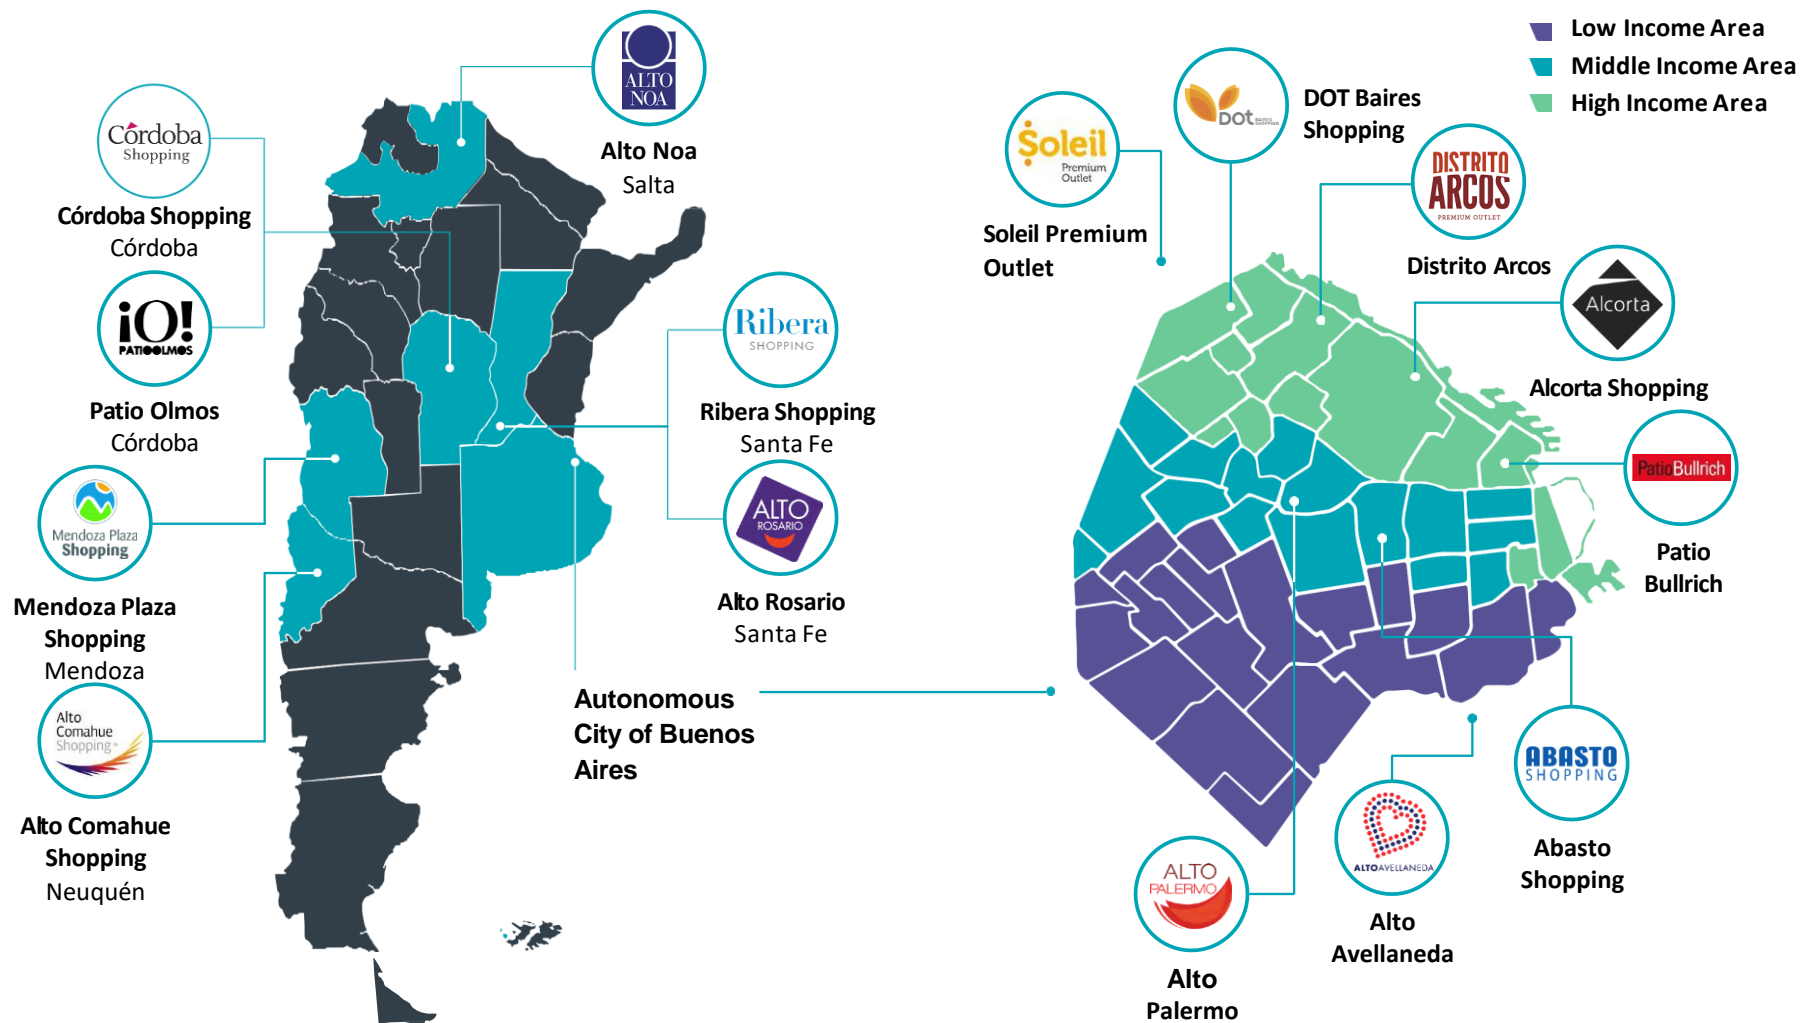 Low Income Area
Middle Income Area
High Income Area
ALTO
NOA
Alto Noa
Salta
Córdoba
Shopping
Córdoba Shopping
Córdoba
¡O!
PATIOOLMOS
Patio Olmos
Córdoba
Mendoza Plaza
Shopping
Mendoza Plaza
Shopping
Mendoza
Alto
Comahue
Shopping
Alto Comahue
Shopping
Neuquén
Ribera
SHOPPING
Ribera Shopping
Santa Fe
ALTO
ROSARIO
Alto Rosario
Santa Fe
Autonomous
City of Buenos
Aires
Soleil
Premium
Outlet
Soleil Premium
Outlet
DOT BAIRES
SHOPPING
DOT Baires
Shopping
DISTRITO
ARCOS
PREMIUM OUTLET
Distrito Arcos
Alcorta
Alcorta Shopping
PatioBullrich
Patio
Bullrich
ABASTO
SHOPPING
Abasto
Shopping
ALTOAVELLANEDA
Alto
Avellaneda
ALTO
PALERMO
Alto
Palermo